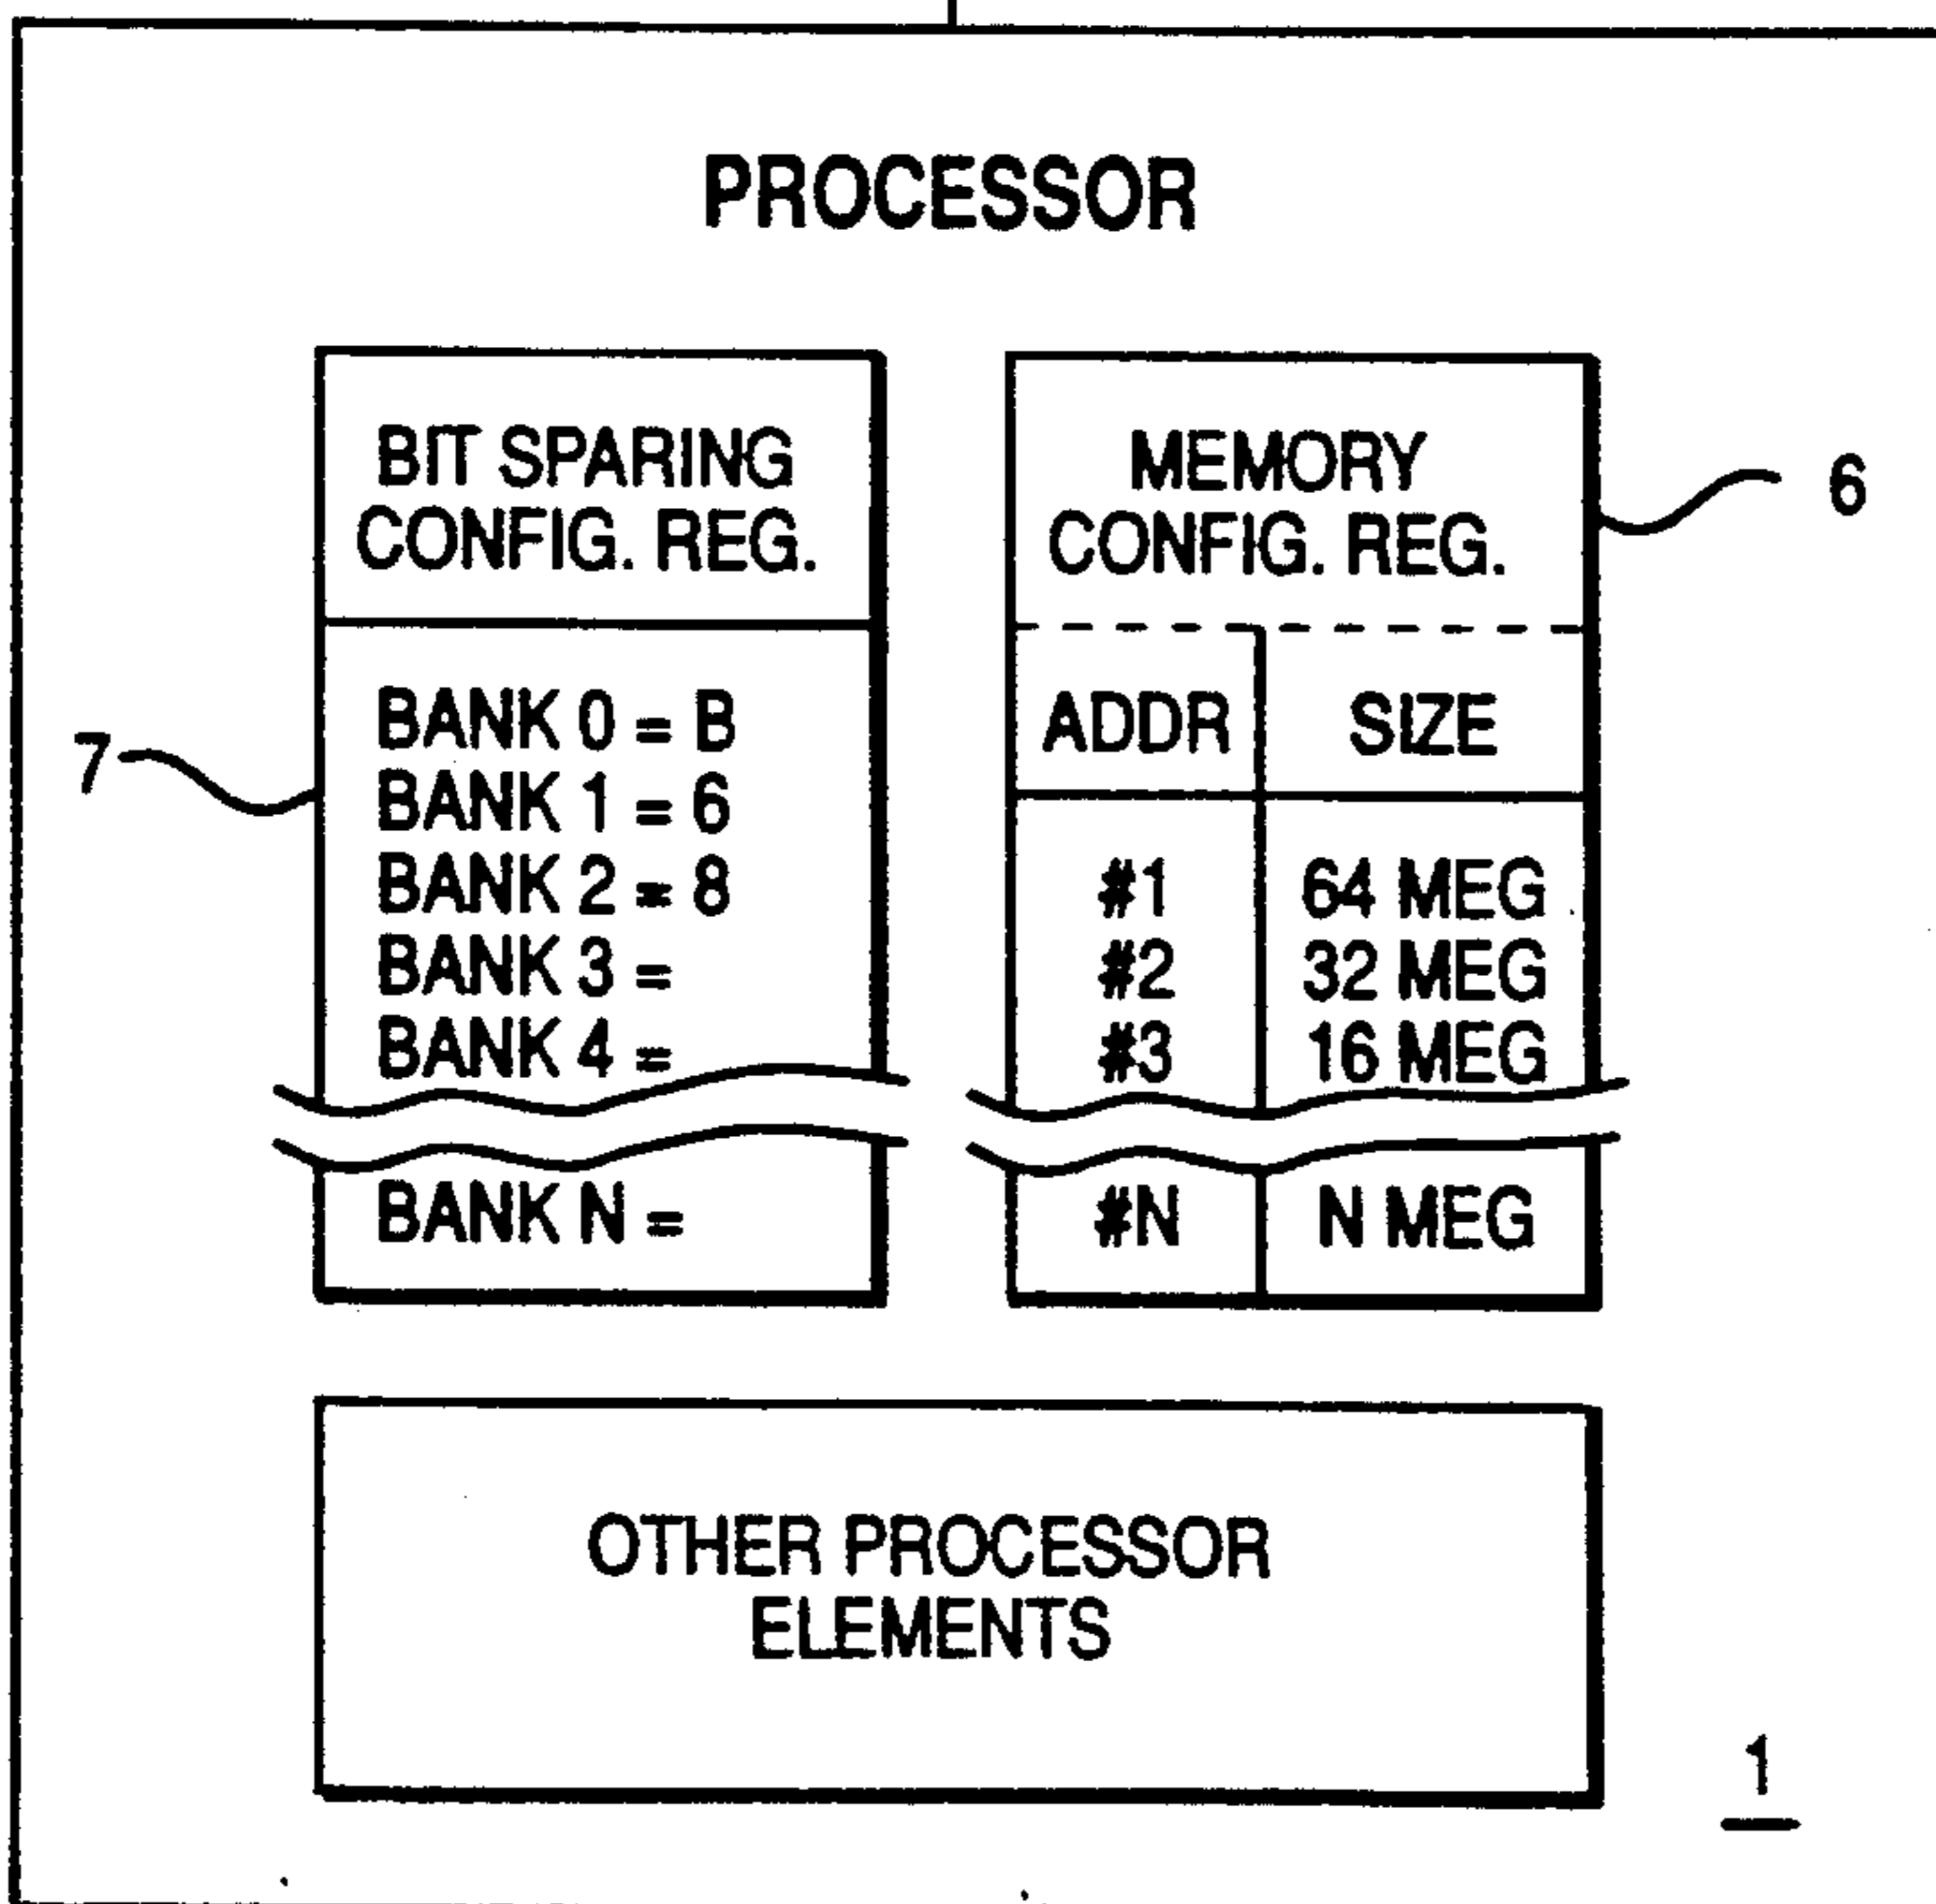 PROCESSOR
BIT SPARING
CONFIG. REG.
BANK 0 = B
BANK 1 = 6
BANK 2 = 8
BANK 3 =
BANK 4 =
BANK N =
7
MEMORY
CONFIG. REG.
6
ADDR SIZE
#1 64 MEG
#2 32 MEG
#3 16 MEG
#N N MEG
OTHER PROCESSOR
ELEMENTS
1